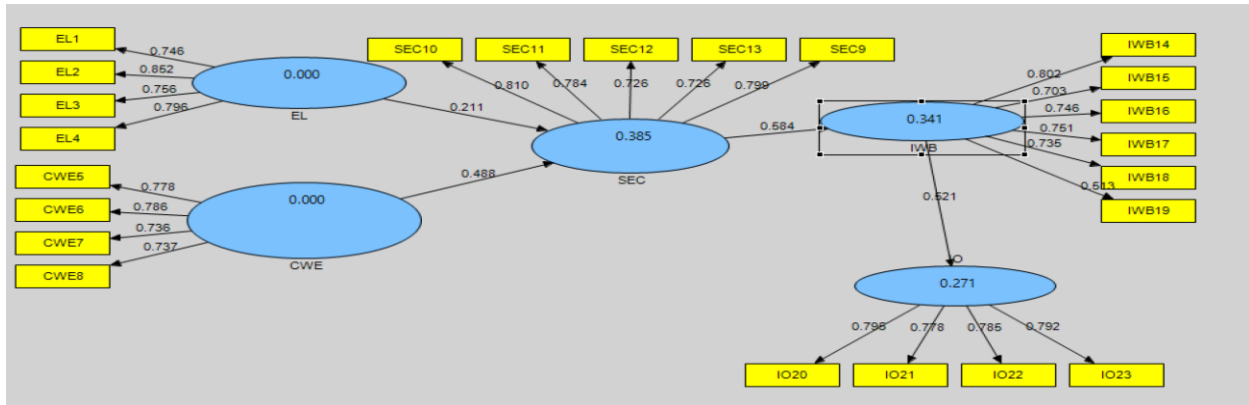 EL1
EL2
EL3
EL4
0.746
0.852
0.756
0.796
0.000
EL
SEC10
SEC11
SEC12
SEC13
SEC9
0.810
0.784
0.726
0.726
0.799
0.211
0.385
SEC
CWE5
CWE6
CWE7
CWE8
0.778
0.786
0.736
0.737
0.000
CWE
0.488
0.584
0.341
IWB
IWB14
IWB15
IWB16
IWB17
IWB18
IWB19
0.802
0.703
0.746
0.751
0.735
0.513
0.521
0.271
0.778
0.785
0.792
IO20
IO21
IO22
IO23